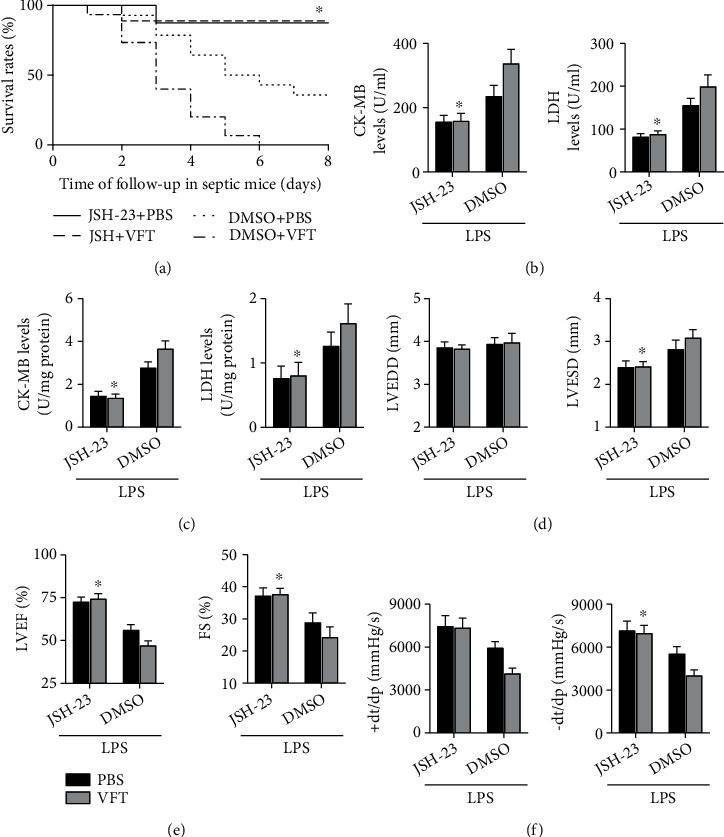 100
50
0
Survival rates (%)
*
0 2 4 6 8
Time of follow-up in septic mice (days)
JSH-23+PBS
DMSO+PBS
JSH+VFT
DMSO+VFT
(a)
400
200
0
CK-MB
levels (U/ml)
*
JSH-23
DMSO
LPS
300
200
100
0
LDH
levels (U/ml)
*
JSH-23
DMSO
LPS
(b)
6
4
2
0
CK-MB levels
(U/mg protein)
*
JSH-23
DMSO
LPS
2
1
0
LDH levels
(U/mg protein)
*
JSH-23
DMSO
LPS
(c)
5
4
3
2
LVEDD (mm)
JSH-23
DMSO
LPS
4
3
2
1
LVESD (mm)
*
JSH-23
DMSO
LPS
(d)
100
75
50
25
LVEF (%)
*
JSH-23
DMSO
LPS
50
40
30
20
10
FS (%)
*
JSH-23
DMSO
LPS
PBS
VFT
(e)
9000
6000
3000
0
+dt/dp (mmHg/s)
JSH-23
DMSO
LPS
9000
6000
3000
0
-dt/dp (mmHg/s)
*
JSH-23
DMSO
LPS
(f)